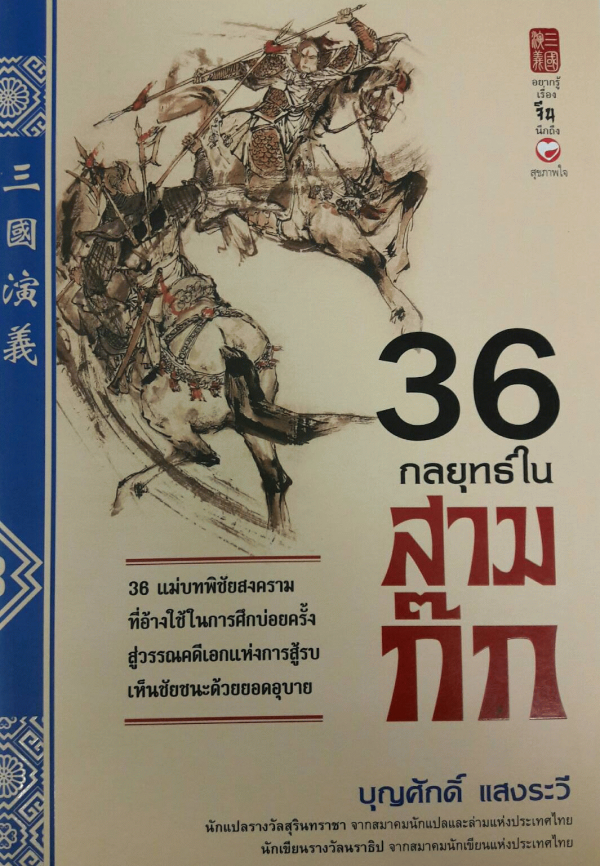 三國演義
三國
演義
อยากรู้
เรื่อง
จีน
นึกถึง
สุขภาพใจ
36
กลยุทธ์ใน
สาม
ก๊ก
36 แม่บทพิชัยสงคราม
ที่อ้างใช้ในการศึกบ่อยครั้ง
สู่วรรณคดีเอกแห่งการสู้รบ
เห็นชัยชนะด้วยยอดอุบาย
บุญศักดิ์ แสงระวี
นักแปลรางวัลสุรินทราชา จากสมาคมนักแปลและล่ามแห่งประเทศไทย
นักเขียนรางวัลนราธิป จากสมาคมนักเขียนแห่งประเทศไทย